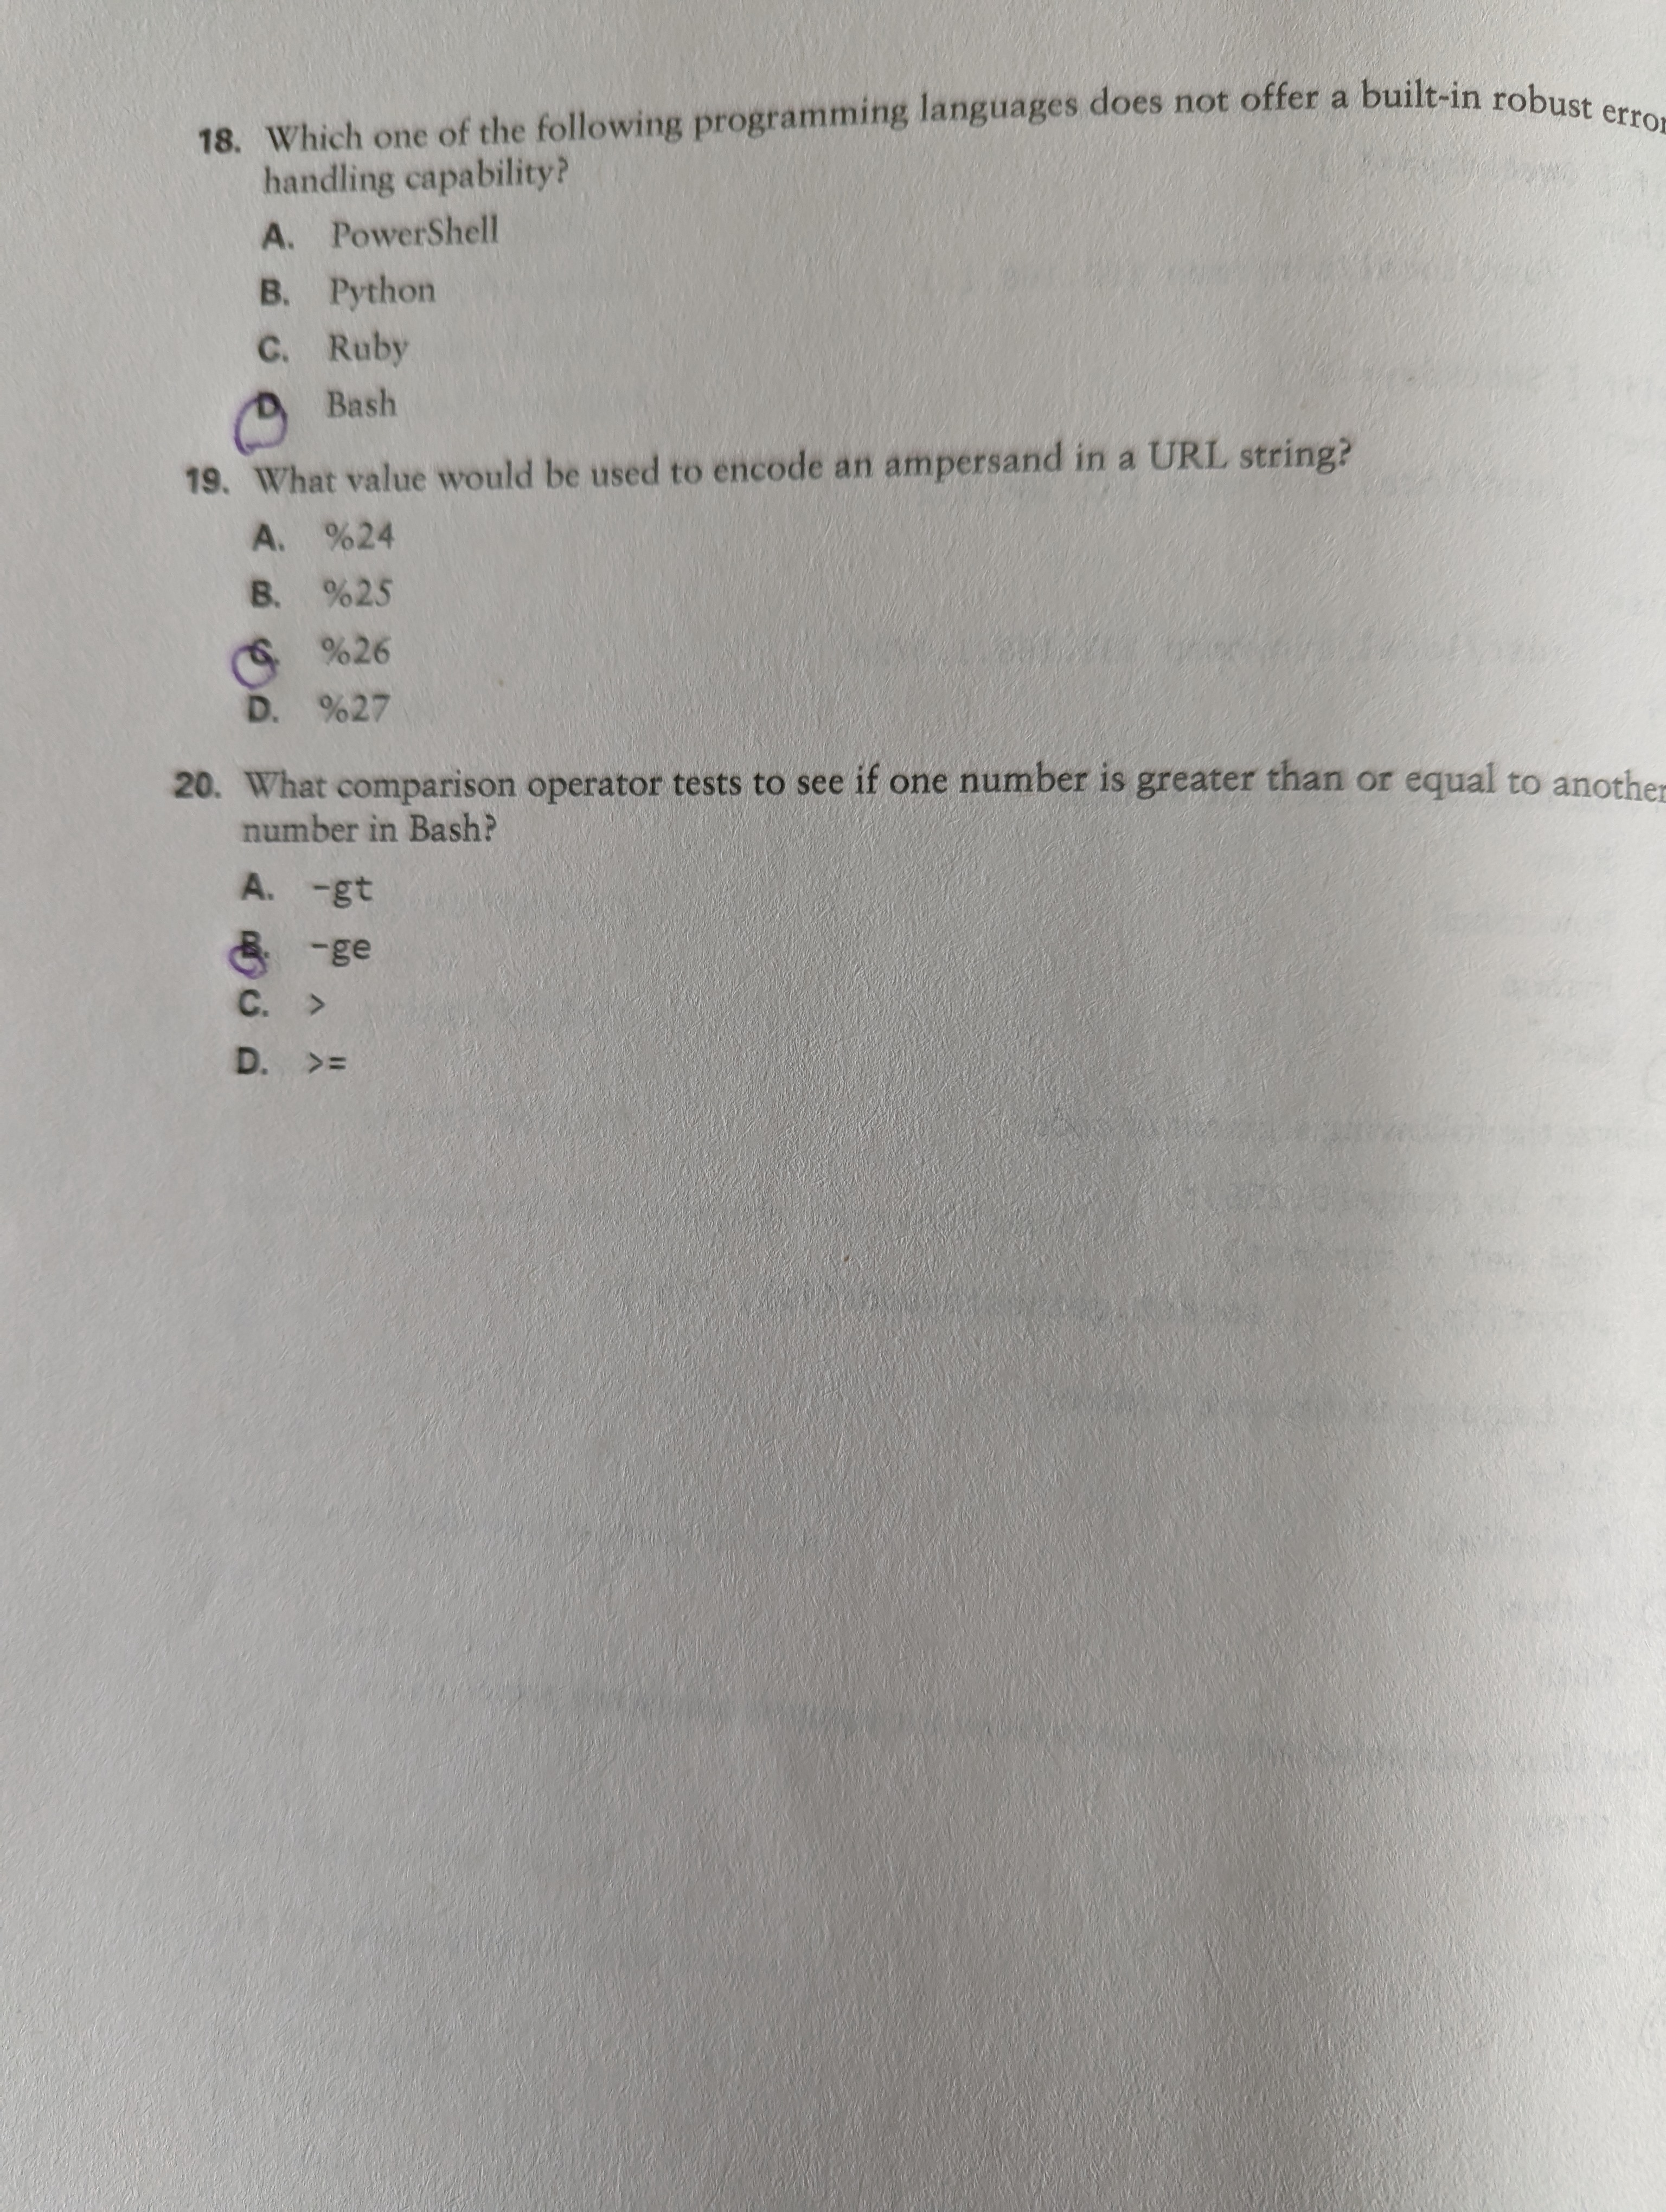 18. Which one of the following programming languages does not offer a built-in robust error
handling capability?
A. PowerShell
B. Python
C. Ruby
D. Bash
19. What value would be used to encode an ampersand in a URL string?
A. %24
B. %25
C. %26
D. %27
20. What comparison operator tests to see if one number is greater than or equal to another
number in Bash?
A. -gt
B. -ge
C. >
D. >=